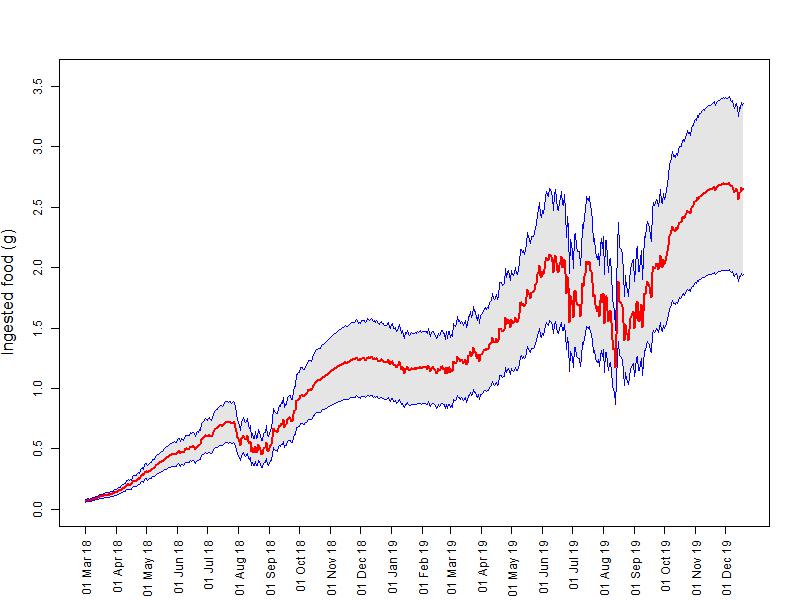 Ingested food (g)
3.5
3.0
2.5
2.0
1.5
1.0
0.5
0.0
01 Mar 18
01 Apr 18
01 May 18
01 Jun 18
01 Jul 18
01 Aug 18
01 Sep 18
01 Oct 18
01 Nov 18
01 Dec 18
01 Jan 19
01 Feb 19
01 Mar 19
01 Apr 19
01 May 19
01 Jun 19
01 Jul 19
01 Aug 19
01 Sep 19
01 Oct 19
01 Nov 19
01 Dec 19